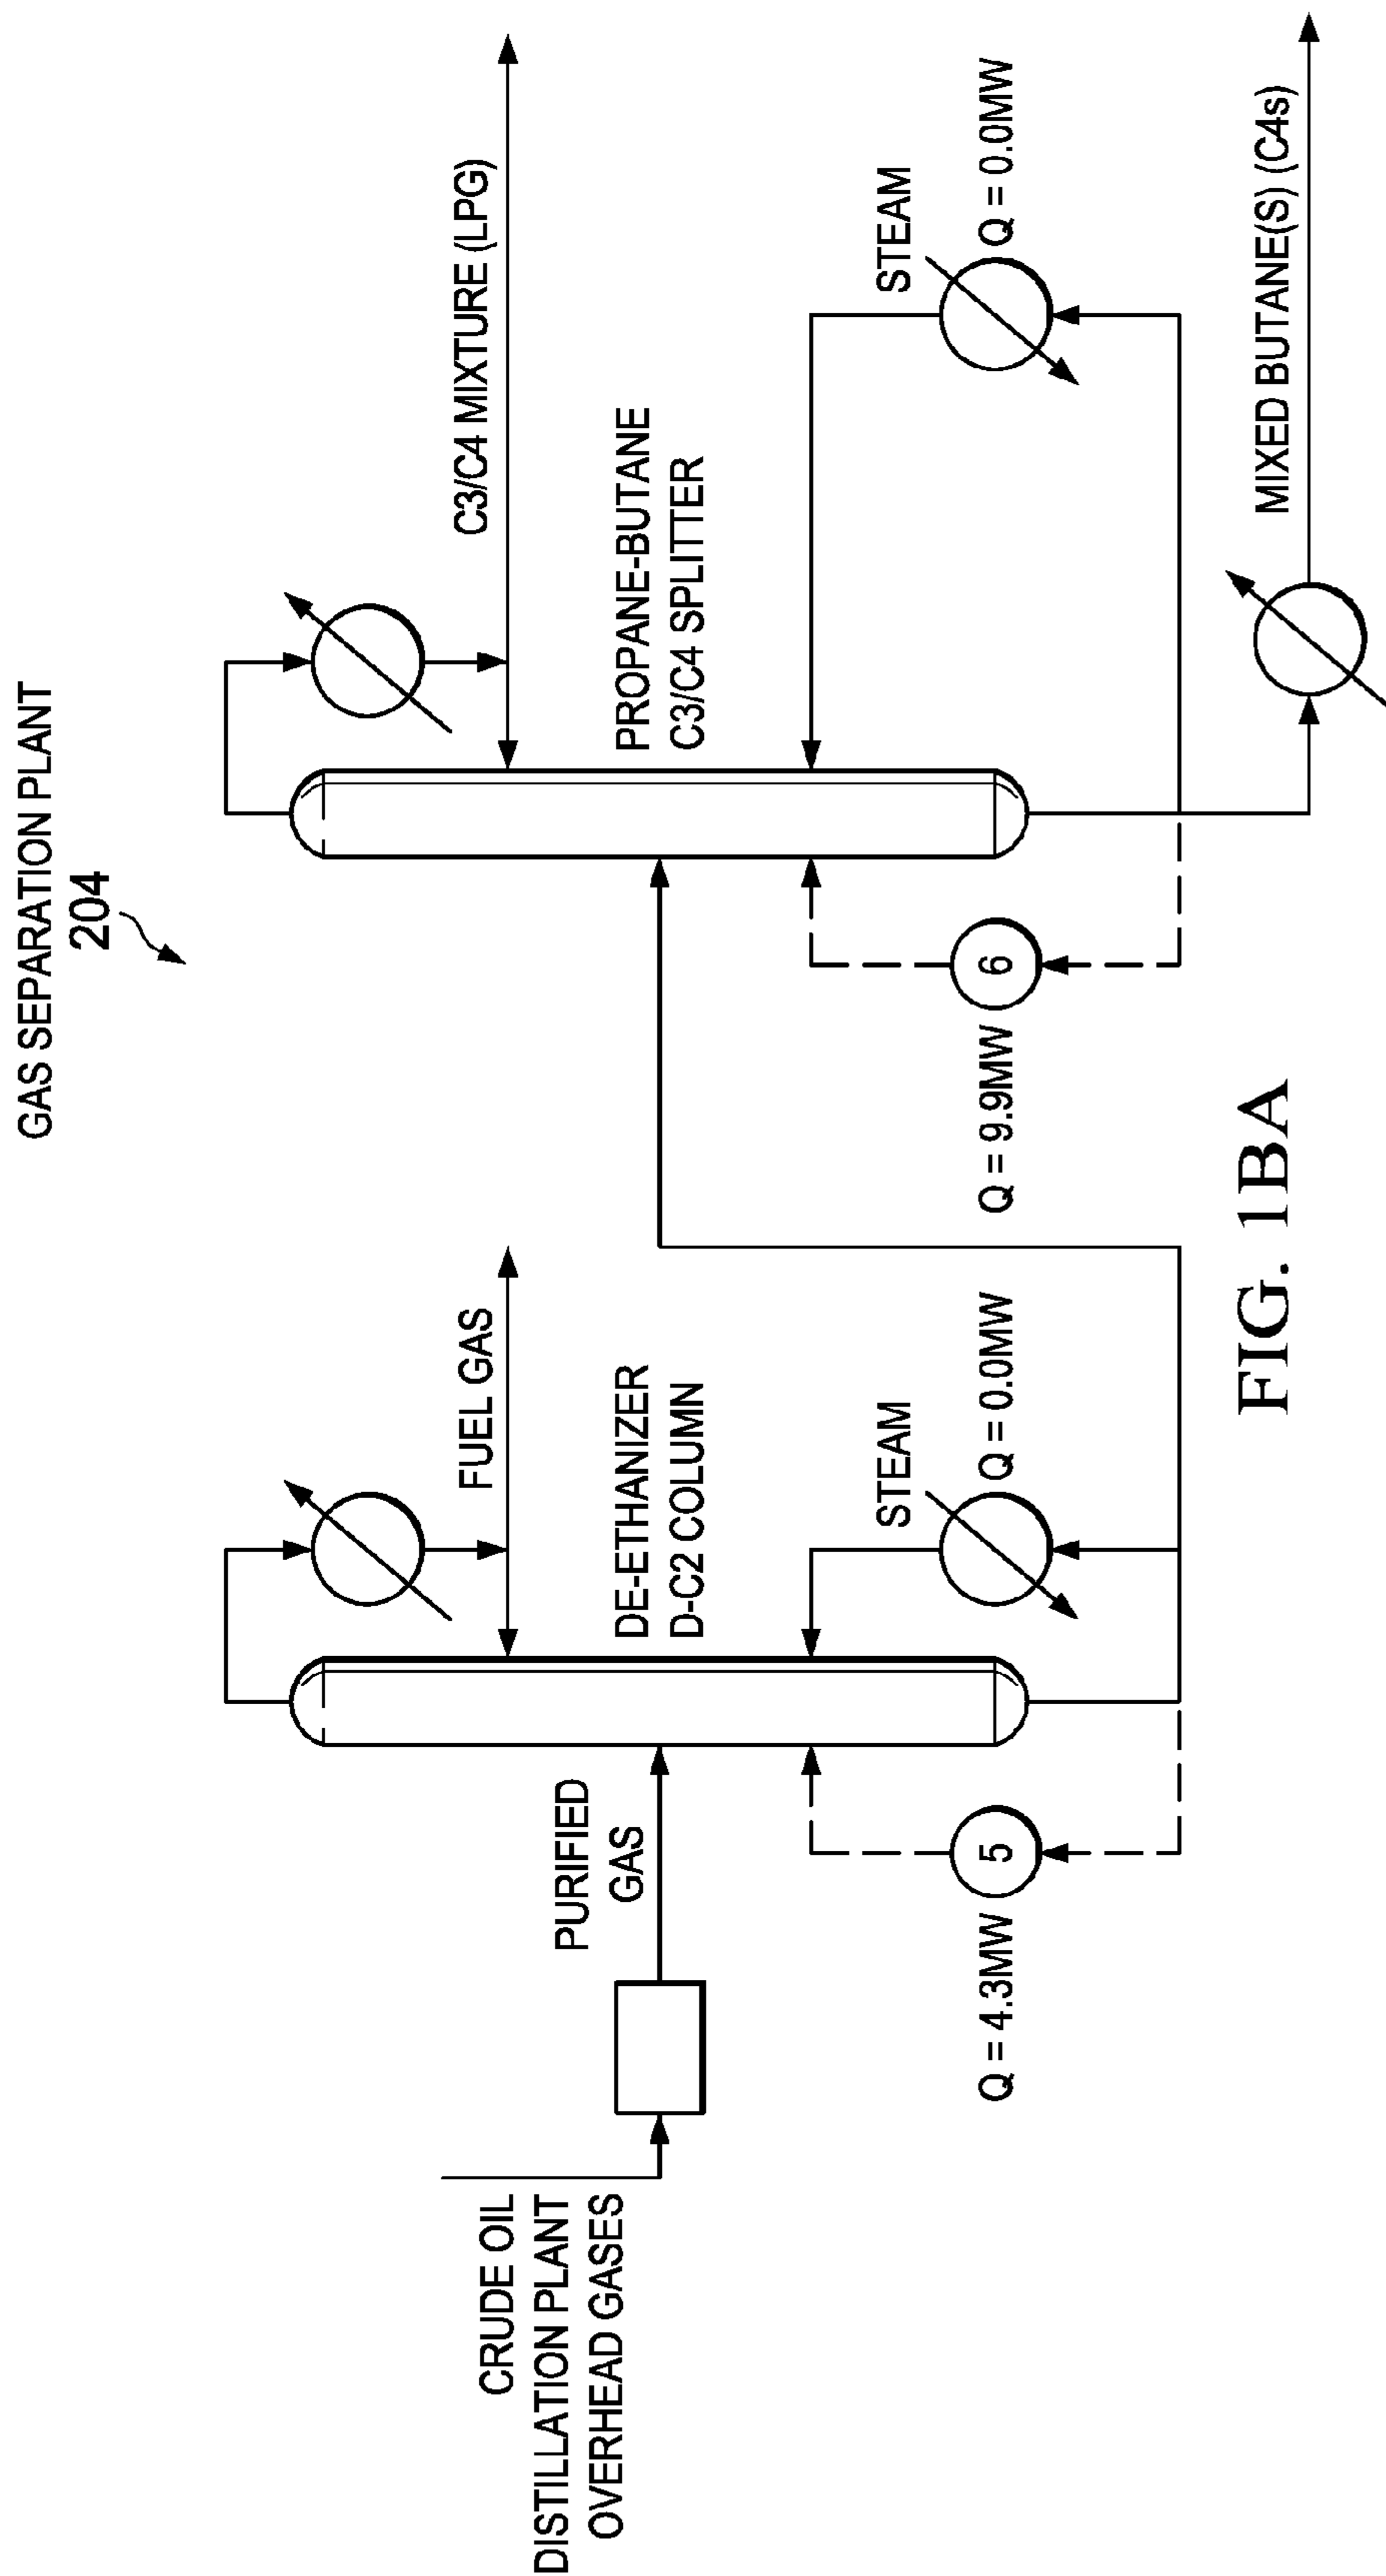 GAS SEPARATION PLANT
204
CRUDE OIL
DISTILLATION PLANT
OVERHEAD GASES
PURIFIED
GAS
FUEL GAS
DE-ETHANIZER
D-C2 COLUMN
STEAM
Q = 0.0MW
5
Q = 4.3MW
C3/C4 MIXTURE (LPG)
PROPANE-BUTANE
C3/C4 SPLITTER
STEAM
Q = 0.0MW
6
Q = 9.9MW
MIXED BUTANE(S) (C4s)
FIG. 1BA